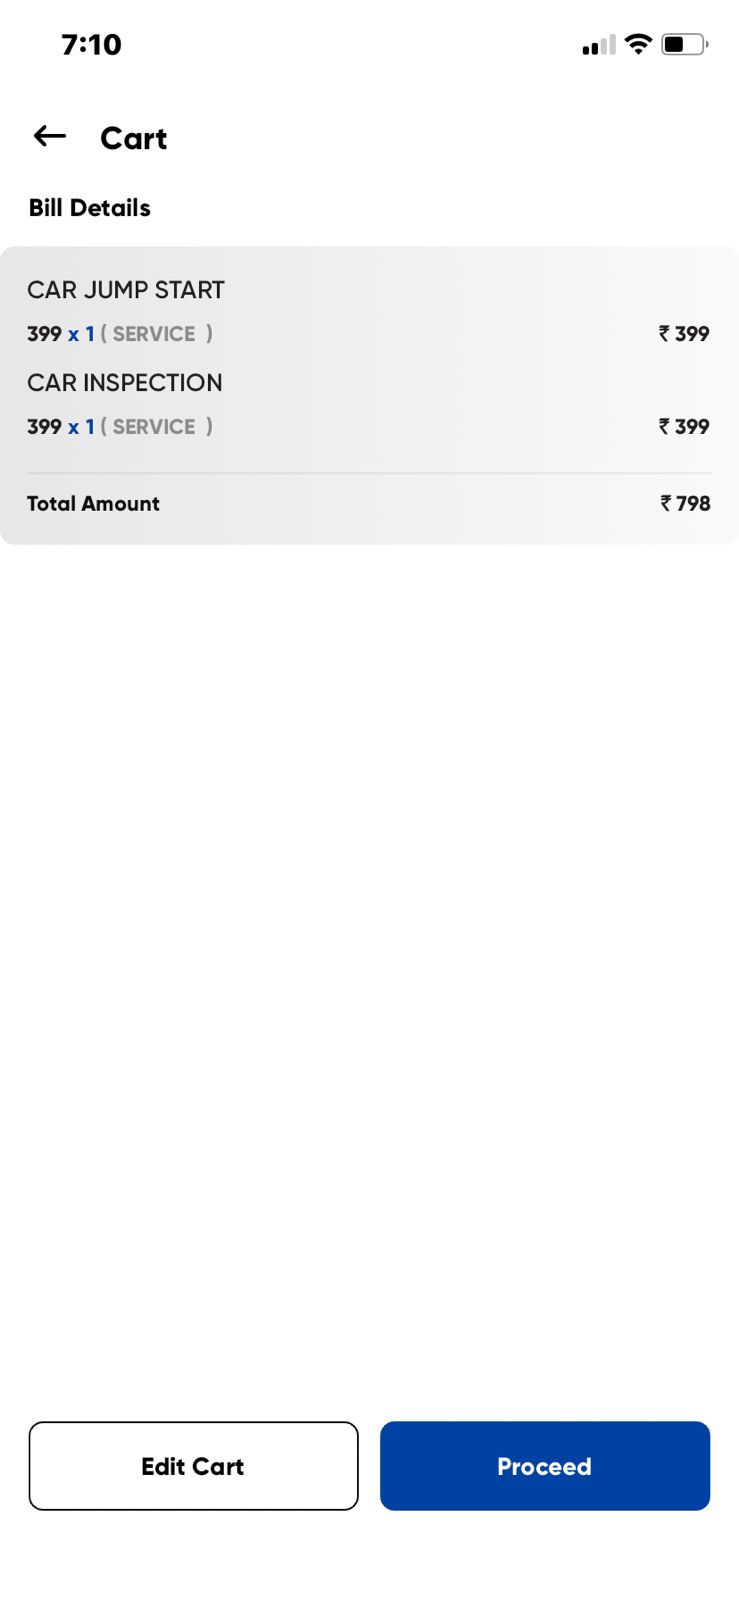 7:10
Cart
Bill Details
CAR JUMP START
399 x 1 ( SERVICE  ) ₹ 399
CAR INSPECTION
399 x 1 ( SERVICE  ) ₹ 399
Total Amount ₹ 798
Edit Cart Proceed